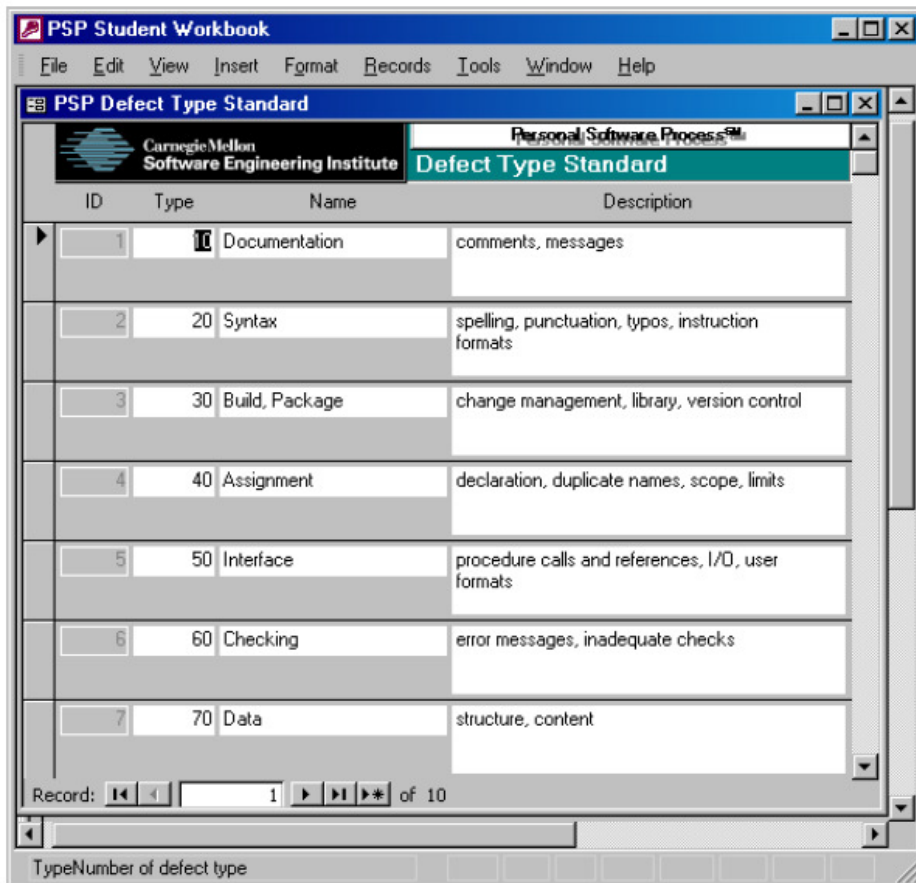 PSP Student Workbook
File Edit View Insert Format Records Tools Window Help
PSP Defect Type Standard
CarnegieMellon
Software Engineering Institute
Personal Software Process℠
Defect Type Standard
ID Type Name Description
1 10 Documentation comments, messages
2 20 Syntax spelling, punctuation, typos, instruction
formats
3 30 Build, Package change management, library, version control
4 40 Assignment declaration, duplicate names, scope, limits
5 50 Interface procedure calls and references, I/O, user
formats
6 60 Checking error messages, inadequate checks
7 70 Data structure, content
Record: 1 of 10
TypeNumber of defect type